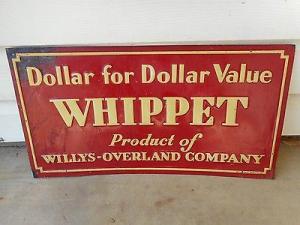 Dollar for Dollar Value
WHIPPET
Product of
WILLYS-OVERLAND COMPANY